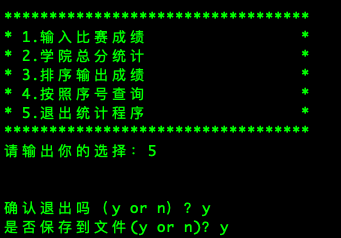 **********************************
* 1.输入比赛成绩 *
* 2.学院总分统计 *
* 3.排序输出成绩 *
* 4.按照序号查询 *
* 5.退出统计程序 *
**********************************
请输出你的选择：5
确认退出吗（y or n）？y
是否保存到文件(y or n)？y